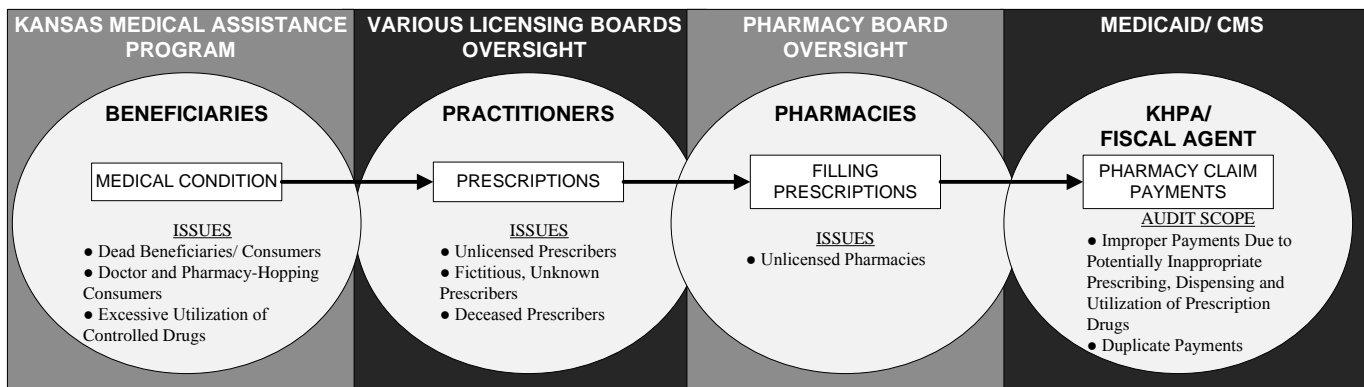 KANSAS MEDICAL ASSISTANCE
PROGRAM
BENEFICIARIES
MEDICAL CONDITION
ISSUES
● Dead Beneficiaries/ Consumers
● Doctor and Pharmacy-Hopping
Consumers
● Excessive Utilization of
Controlled Drugs
VARIOUS LICENSING BOARDS
OVERSIGHT
PRACTITIONERS
PRESCRIPTIONS
ISSUES
● Unlicensed Prescribers
● Fictitious, Unknown
Prescribers
● Deceased Prescribers
PHARMACY BOARD
OVERSIGHT
PHARMACIES
FILLING
PRESCRIPTIONS
ISSUES
● Unlicensed Pharmacies
MEDICAID/ CMS
KHPA/
FISCAL AGENT
PHARMACY CLAIM
PAYMENTS
AUDIT SCOPE
● Improper Payments Due to
Potentially Inappropriate
Prescribing, Dispensing and
Utilization of Prescription
Drugs
● Duplicate Payments